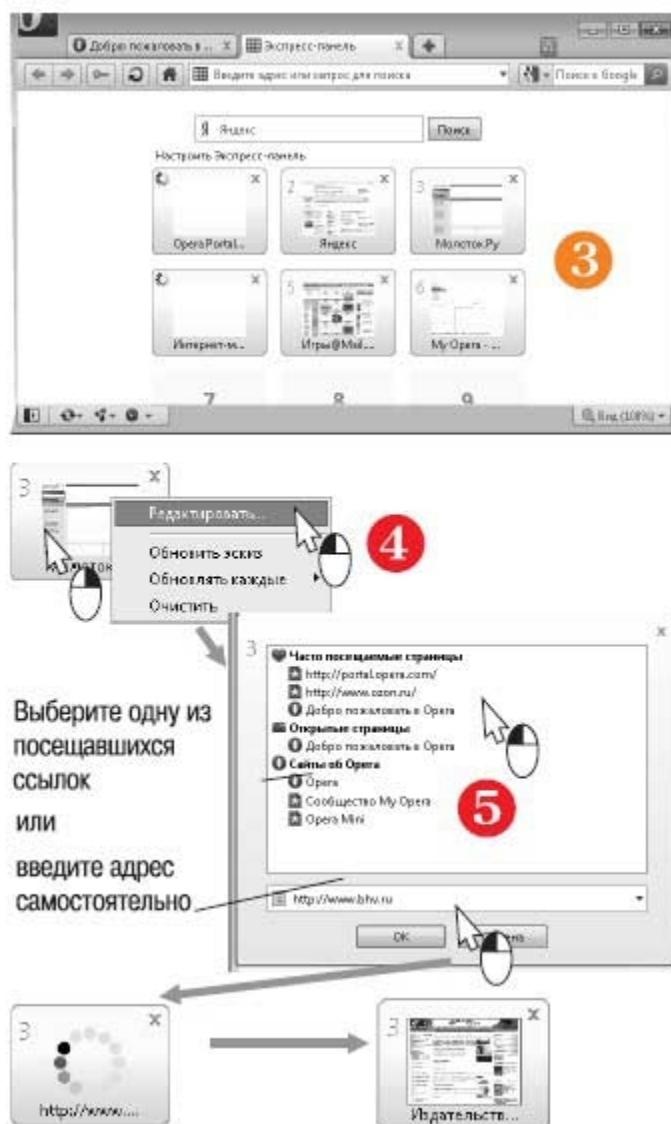 Добро пожаловать в ... x
Экспресс-панель x
Введите адрес или запрос для поиска
Поиск в Google
Я Яндекс
Поиск
Настроить Экспресс-панель
x
2 x
3 x
Opera Portal...
Яндекс
Молоток.Ру
x
5 x
6 x
Интернет-м...
Игры@Mail....
My Opera - ...
3
7 8 9
Вид (100%)
3 x
Редактировать...
Обновить эскиз
Обновлять каждые
Очистить
4
3 x
Часто посещаемые страницы
http://portal.opera.com/
http://www.ozon.ru/
Добро пожаловать в Opera
Открытые страницы
Добро пожаловать в Opera
Сайты об Opera
Opera
Сообщество My Opera
Opera Mini
5
Выберите одну из
посещавшихся
ссылок
или
введите адрес
самостоятельно
http://www.bhv.ru
OK
3 x
http://www....
3 x
Издательств...